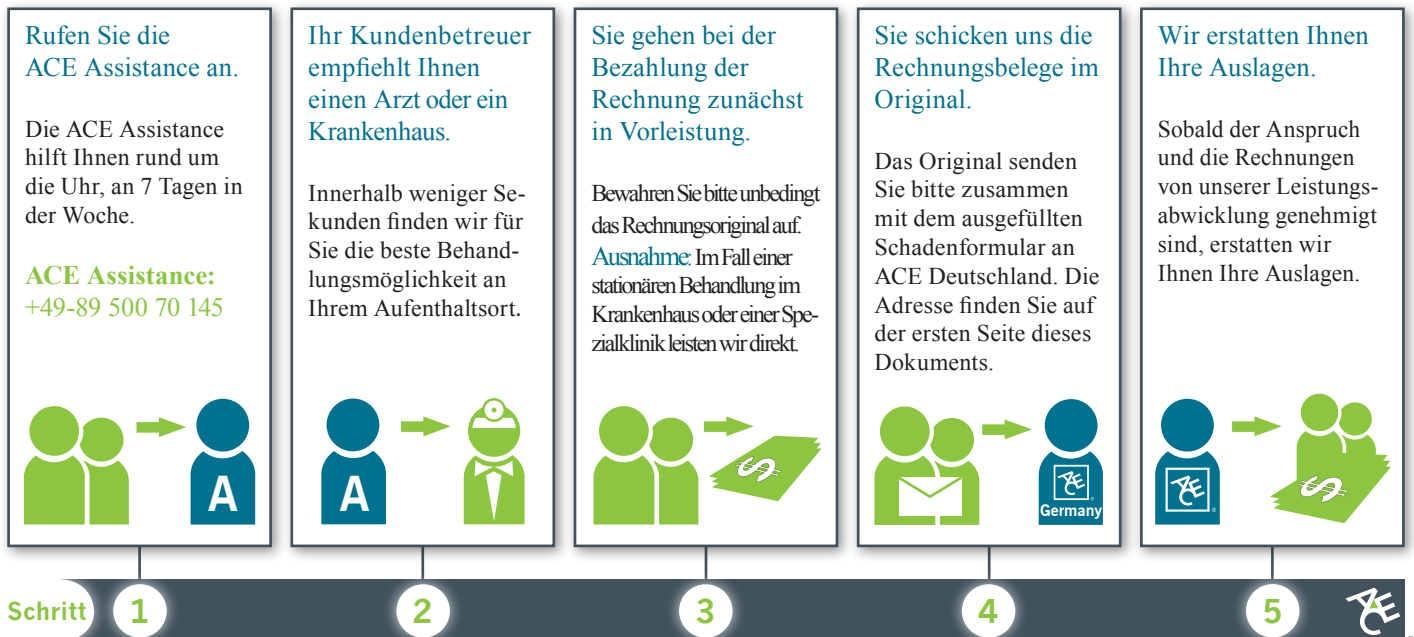 Rufen Sie die
ACE Assistance an.
Die ACE Assistance
hilft Ihnen rund um
die Uhr, an 7 Tagen in
der Woche.
ACE Assistance:
+49-89 500 70 145
A
Ihr Kundenbetreuer
empfiehlt Ihnen
einen Arzt oder ein
Krankenhaus.
Innerhalb weniger Se-
kunden finden wir für
Sie die beste Behand-
lungsmöglichkeit an
Ihrem Aufenthaltsort.
A
Sie gehen bei der
Bezahlung der
Rechnung zunächst
in Vorleistung.
Bewahren Sie bitte unbedingt
das Rechnungsoriginal auf.
Ausnahme: Im Fall einer
stationären Behandlung im
Krankenhaus oder einer Spe-
zialklinik leisten wir direkt.
$
Sie schicken uns die
Rechnungsbelege im
Original.
Das Original senden
Sie bitte zusammen
mit dem ausgefüllten
Schadenformular an
ACE Deutschland. Die
Adresse finden Sie auf
der ersten Seite dieses
Dokuments.
ACE
Germany
Wir erstatten Ihnen
Ihre Auslagen.
Sobald der Anspruch
und die Rechnungen
von unserer Leistungs-
abwicklung genehmigt
sind, erstatten wir
Ihnen Ihre Auslagen.
ACE
$
Schritt 1 2 3 4 5 ACE